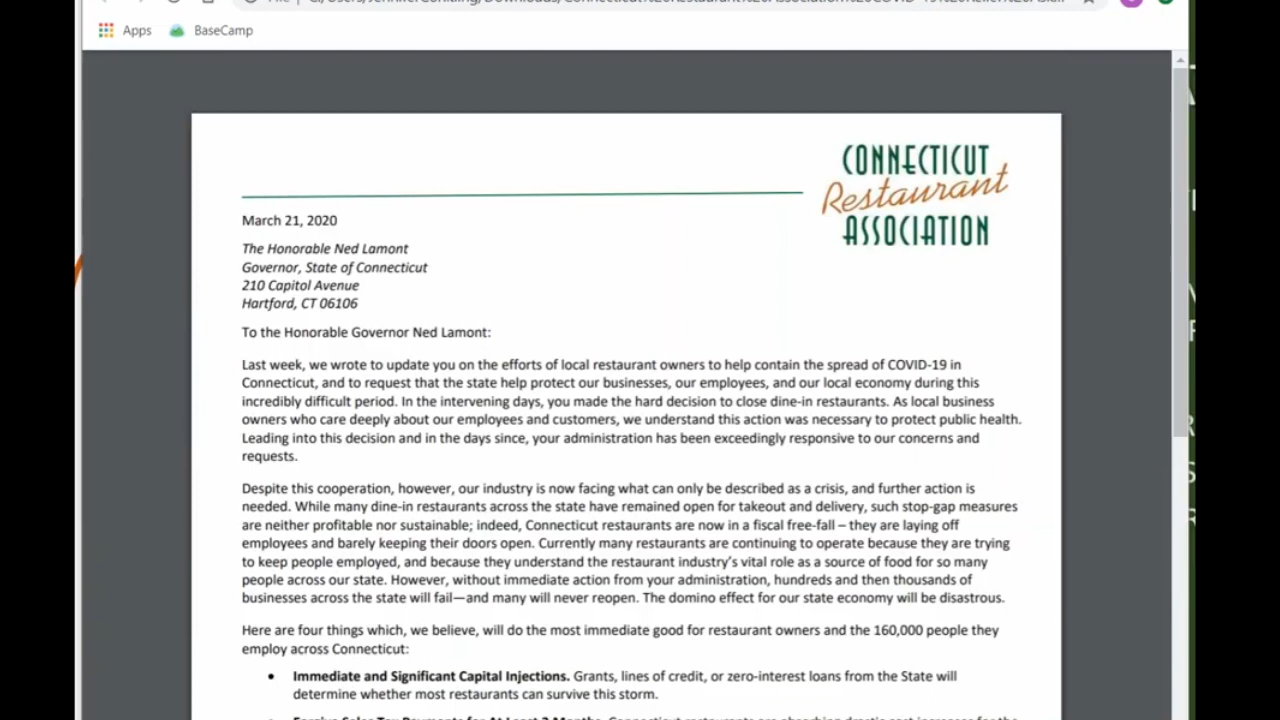 Apps BaseCamp
CONNECTICUT
Restaurant
ASSOCIATION
March 21, 2020
The Honorable Ned Lamont
Governor, State of Connecticut
210 Capitol Avenue
Hartford, CT 06106
To the Honorable Governor Ned Lamont:
Last week, we wrote to update you on the efforts of local restaurant owners to help contain the spread of COVID-19 in
Connecticut, and to request that the state help protect our businesses, our employees, and our local economy during this
incredibly difficult period. In the intervening days, you made the hard decision to close dine-in restaurants. As local business
owners who care deeply about our employees and customers, we understand this action was necessary to protect public health.
Leading into this decision and in the days since, your administration has been exceedingly responsive to our concerns and
requests.
Despite this cooperation, however, our industry is now facing what can only be described as a crisis, and further action is
needed. While many dine-in restaurants across the state have remained open for takeout and delivery, such stop-gap measures
are neither profitable nor sustainable; indeed, Connecticut restaurants are now in a fiscal free-fall – they are laying off
employees and barely keeping their doors open. Currently many restaurants are continuing to operate because they are trying
to keep people employed, and because they understand the restaurant industry's vital role as a source of food for so many
people across our state. However, without immediate action from your administration, hundreds and then thousands of
businesses across the state will fail—and many will never reopen. The domino effect for our state economy will be disastrous.
Here are four things which, we believe, will do the most immediate good for restaurant owners and the 160,000 people they
employ across Connecticut:
• Immediate and Significant Capital Injections. Grants, lines of credit, or zero-interest loans from the State will
determine whether most restaurants can survive this storm.